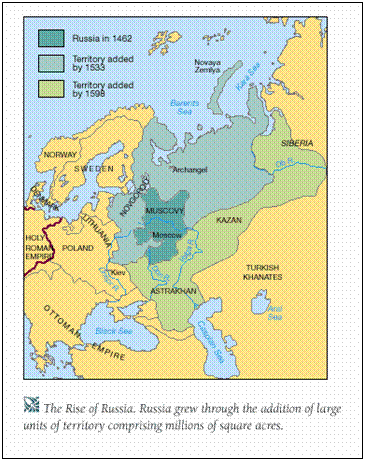 Russia in 1462
Territory added
by 1533
Territory added
by 1598
Novaya
Zemlya
Kara Sea
Barents
Sea
SIBERIA
Ob R.
NORWAY
SWEDEN
Archangel
DENMARK
NOVGOROD
MUSCOVY
LITHUANIA
KAZAN
Moscow
HOLY
ROMAN
EMPIRE
POLAND
Kiev
TURKISH
KHANATES
ASTRAKHAN
Aral
Sea
OTTOMAN EMPIRE
Black Sea
Caspian Sea
The Rise of Russia. Russia grew through the addition of large
units of territory comprising millions of square acres.